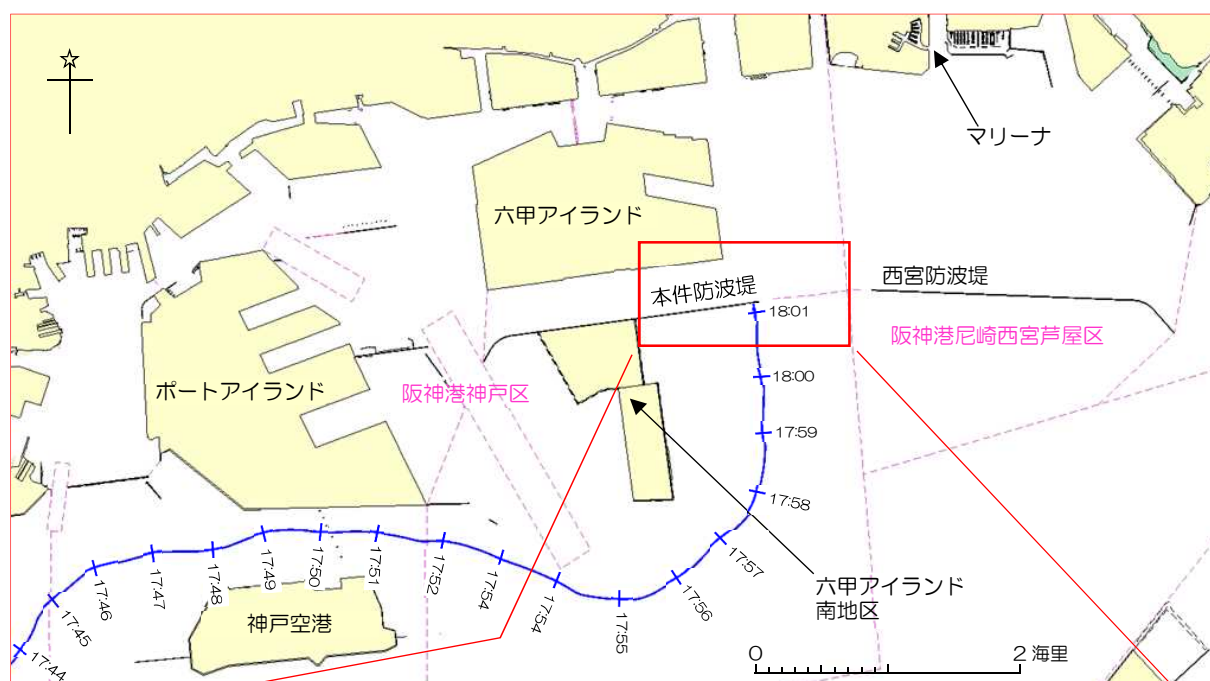 マリーナ
六甲アイランド
本件防波堤
西宮防波堤
18:01
阪神港尼崎西宮芦屋区
ポートアイランド
阪神港神戸区
18:00
17:59
17:58
17:57
17:56
17:55
17:54
17:54
17:52
17:51
17:50
17:49
17:48
17:47
17:46
17:45
17:44
六甲アイランド
南地区
神戸空港
0
2 海里